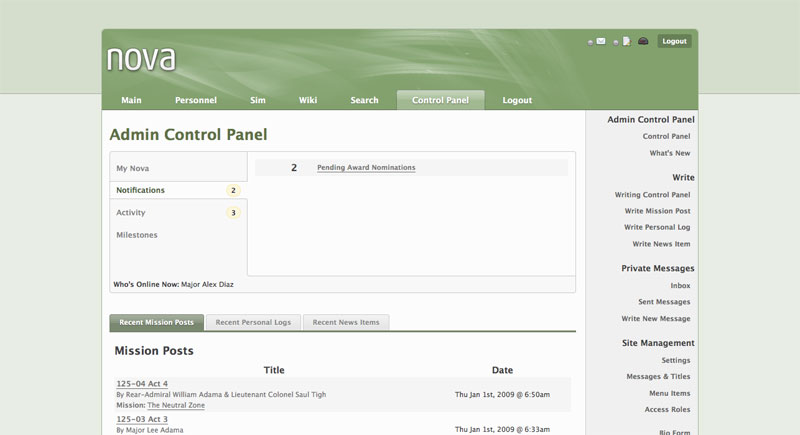 nova
Logout
Main Personnel Sim Wiki Search Control Panel Logout
Admin Control Panel
My Nova
Notifications 2
Activity 3
Milestones
2 Pending Award Nominations
Who's Online Now: Major Alex Diaz
Recent Mission Posts Recent Personal Logs Recent News Items
Mission Posts
Title Date
125-04 Act 4
By Rear-Admiral William Adama & Lieutenant Colonel Saul Tigh
Mission: The Neutral Zone
Thu Jan 1st, 2009 @ 6:50am
125-03 Act 3
By Major Lee Adama
Thu Jan 1st, 2009 @ 6:33am
Admin Control Panel
Control Panel
What's New
Write
Writing Control Panel
Write Mission Post
Write Personal Log
Write News Item
Private Messages
Inbox
Sent Messages
Write New Message
Site Management
Settings
Messages & Titles
Menu Items
Access Roles
Bio Form